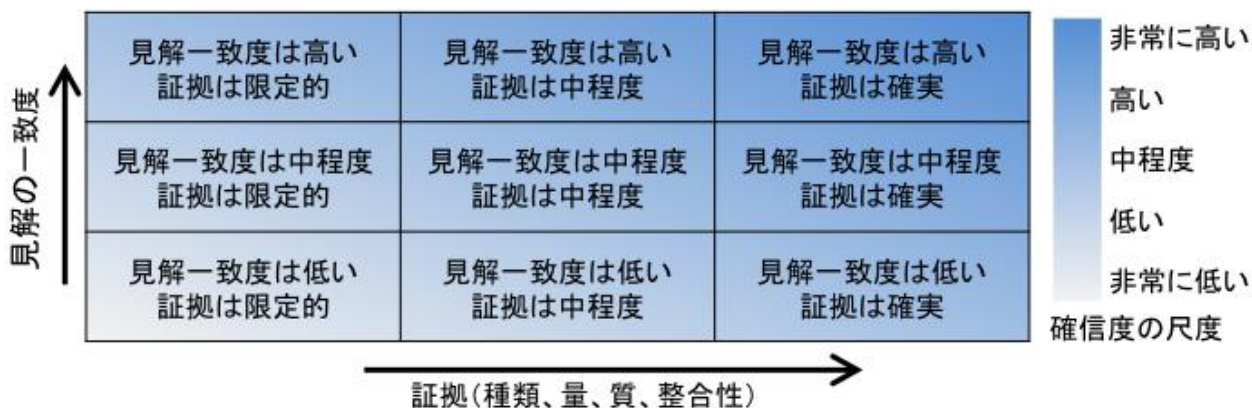 見解の一致度
見解一致度は高い
証拠は限定的
見解一致度は高い
証拠は中程度
見解一致度は高い
証拠は確実
見解一致度は中程度
証拠は限定的
見解一致度は中程度
証拠は中程度
見解一致度は中程度
証拠は確実
見解一致度は低い
証拠は限定的
見解一致度は低い
証拠は中程度
見解一致度は低い
証拠は確実
証拠(種類、量、質、整合性)
非常に高い
高い
中程度
低い
非常に低い
確信度の尺度